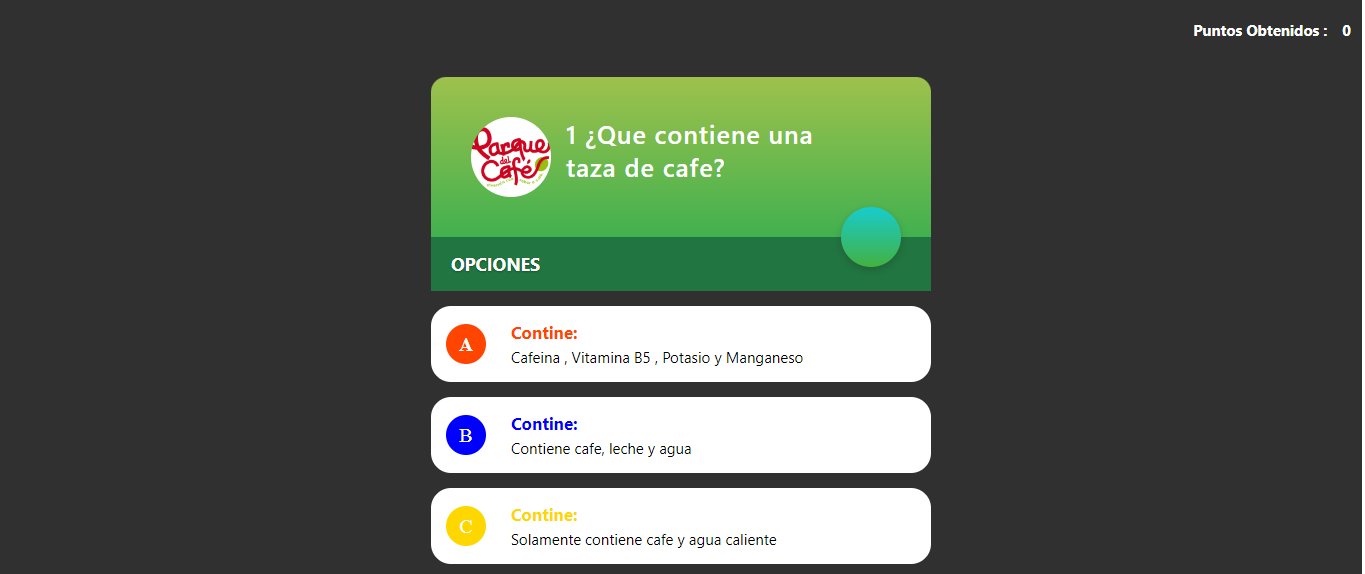 Puntos Obtenidos : 0
Parque
del
Café
1 ¿Que contiene una
taza de cafe?
OPCIONES
A
Contine:
Cafeina , Vitamina B5 , Potasio y Manganeso
B
Contine:
Contiene cafe, leche y agua
C
Contine:
Solamente contiene cafe y agua caliente